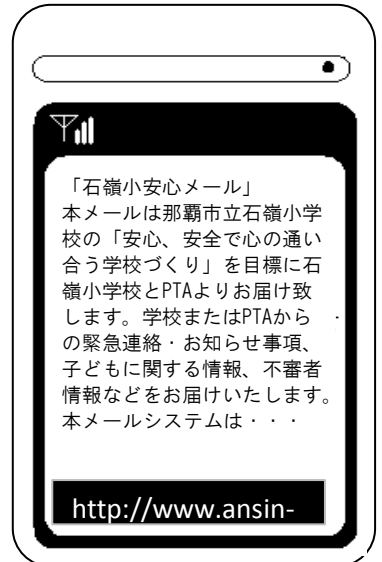 「石嶺小安心メール」
本メールは那覇市立石嶺小学
校の「安心、安全で心の通い
合う学校づくり」を目標に石
嶺小学校とPTAよりお届け致
します。学校またはPTAから
の緊急連絡・お知らせ事項、
子どもに関する情報、不審者
情報などをお届けいたします。
本メールシステムは・・・
http://www.ansin-